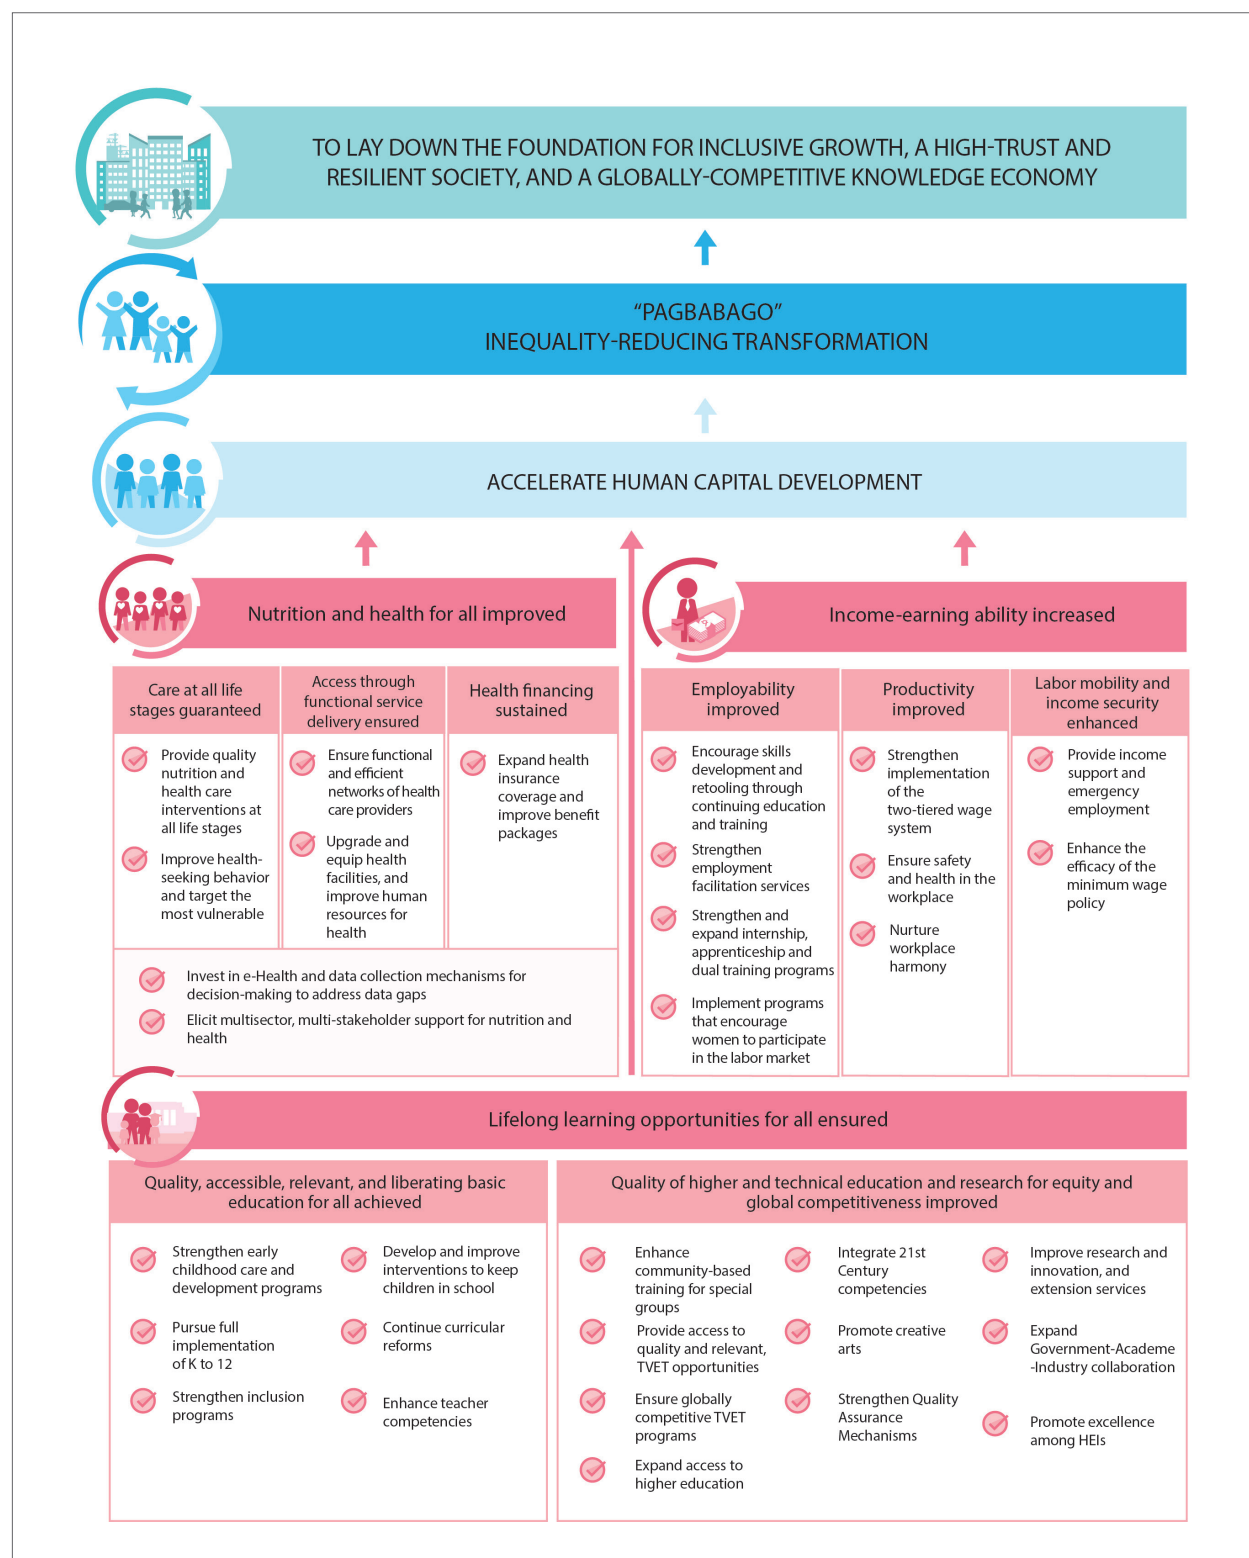 TO LAY DOWN THE FOUNDATION FOR INCLUSIVE GROWTH, A HIGH-TRUST AND
RESILIENT SOCIETY, AND A GLOBALLY-COMPETITIVE KNOWLEDGE ECONOMY
“PAGBABAGO”
INEQUALITY-REDUCING TRANSFORMATION
ACCELERATE HUMAN CAPITAL DEVELOPMENT
Nutrition and health for all improved
Care at all life
stages guaranteed
Provide quality
nutrition and
health care
interventions at
all life stages
Improve health-
seeking behavior
and target the
most vulnerable
Access through
functional service
delivery ensured
Ensure functional
and efficient
networks of health
care providers
Upgrade and
equip health
facilities, and
improve human
resources for
health
Health financing
sustained
Expand health
insurance
coverage and
improve benefit
packages
Invest in e-Health and data collection mechanisms for
decision-making to address data gaps
Elicit multisector, multi-stakeholder support for nutrition and
health
Income-earning ability increased
Employability
improved
Encourage skills
development and
retooling through
continuing education
and training
Strengthen
employment
facilitation services
Strengthen and
expand internship,
apprenticeship and
dual training programs
Implement programs
that encourage
women to participate
in the labor market
Productivity
improved
Strengthen
implementation
of the
two-tiered wage
system
Ensure safety
and health in the
workplace
Nurture
workplace
harmony
Labor mobility and
income security
enhanced
Provide income
support and
emergency
employment
Enhance the
efficacy of the
minimum wage
policy
Lifelong learning opportunities for all ensured
Quality, accessible, relevant, and liberating basic
education for all achieved
Strengthen early
childhood care and
development programs
Pursue full
implementation
of K to 12
Strengthen inclusion
programs
Develop and improve
interventions to keep
children in school
Continue curricular
reforms
Enhance teacher
competencies
Quality of higher and technical education and research for equity and
global competitiveness improved
Enhance
community-based
training for special
groups
Provide access to
quality and relevant,
TVET opportunities
Ensure globally
competitive TVET
programs
Expand access to
higher education
Integrate 21st
Century
competencies
Promote creative
arts
Strengthen Quality
Assurance
Mechanisms
Improve research and
innovation, and
extension services
Expand
Government-Academe
-Industry collaboration
Promote excellence
among HEIs